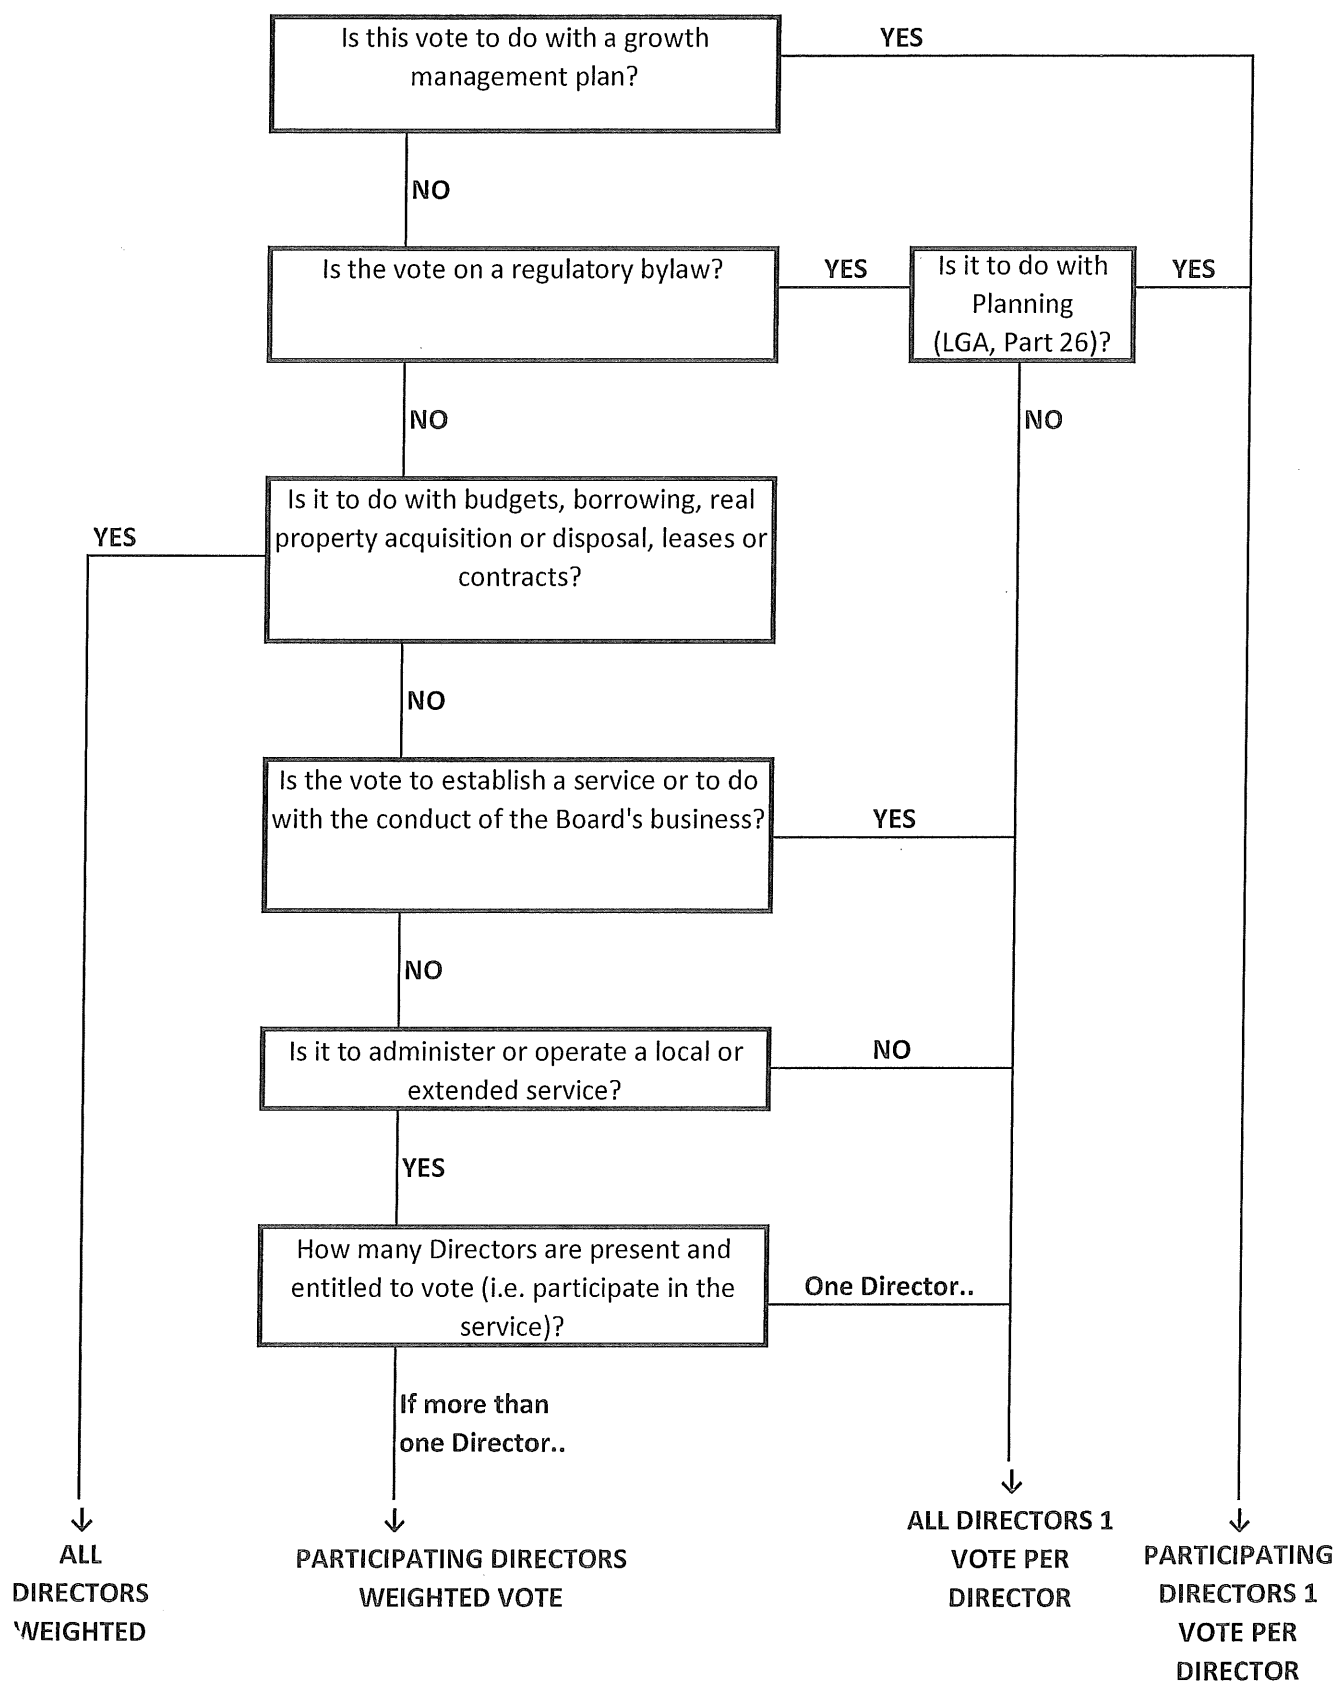 Is this vote to do with a growth
management plan?
YES
NO
Is the vote on a regulatory bylaw?
YES
Is it to do with
Planning
(LGA, Part 26)?
YES
NO
NO
Is it to do with budgets, borrowing, real
property acquisition or disposal, leases or
contracts?
YES
NO
Is the vote to establish a service or to do
with the conduct of the Board's business?
YES
NO
Is it to administer or operate a local or
extended service?
NO
YES
How many Directors are present and
entitled to vote (i.e. participate in the
service)?
One Director..
If more than
one Director..
ALL
DIRECTORS
WEIGHTED
PARTICIPATING DIRECTORS
WEIGHTED VOTE
ALL DIRECTORS 1
VOTE PER
DIRECTOR
PARTICIPATING
DIRECTORS 1
VOTE PER
DIRECTOR